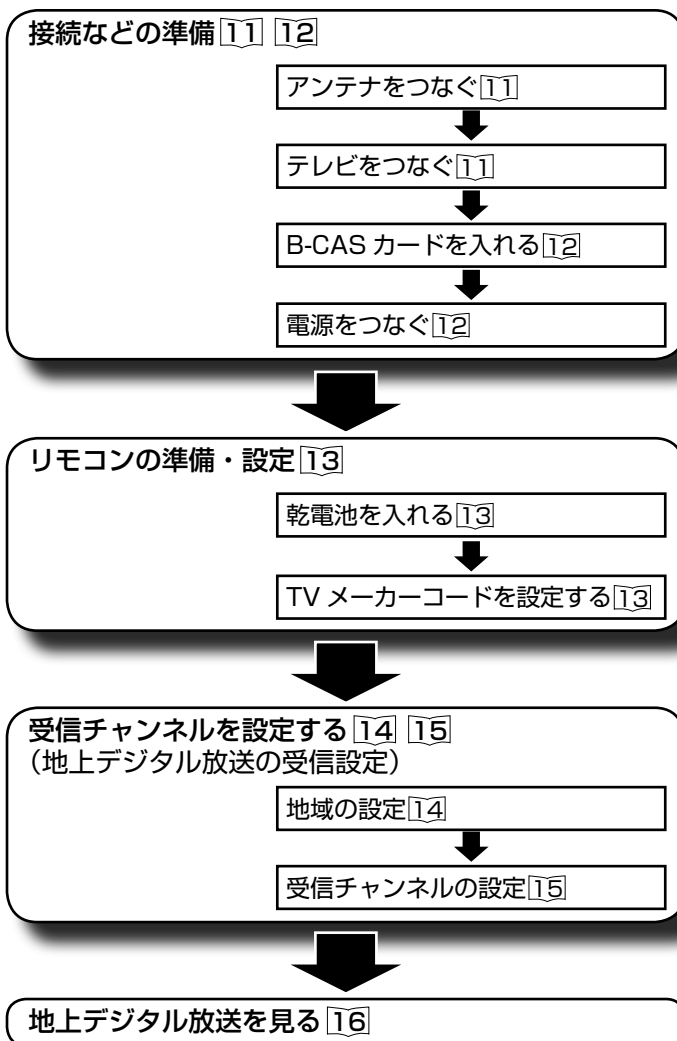 接続などの準備 11 12
アンテナをつなぐ 11
テレビをつなぐ 11
B-CAS カードを入れる 12
電源をつなぐ 12
リモコンの準備・設定 13
乾電池を入れる 13
TV メーカーコードを設定する 13
受信チャンネルを設定する 14 15
（地上デジタル放送の受信設定）
地域の設定 14
受信チャンネルの設定 15
地上デジタル放送を見る 16